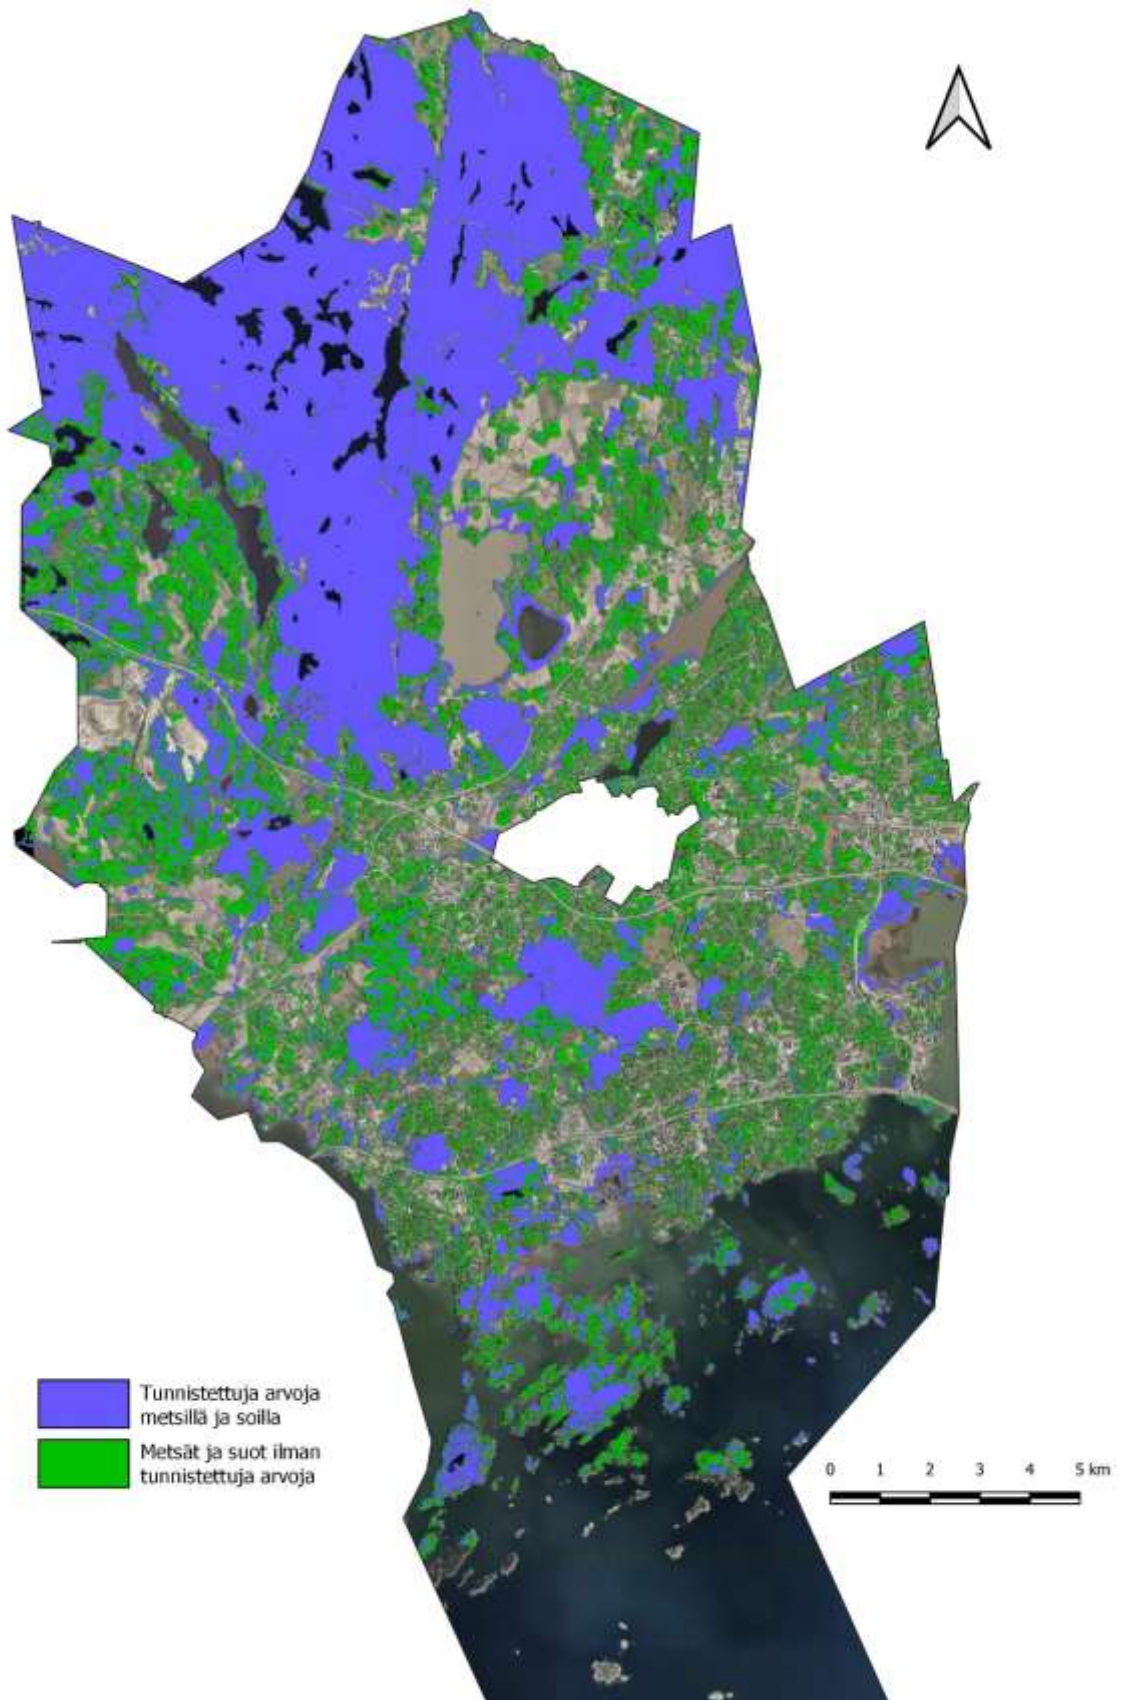 Tunnistettuja arvoja
metsillä ja soilla
Metsät ja suot ilman
tunnistettuja arvoja
0 1 2 3 4 5 km